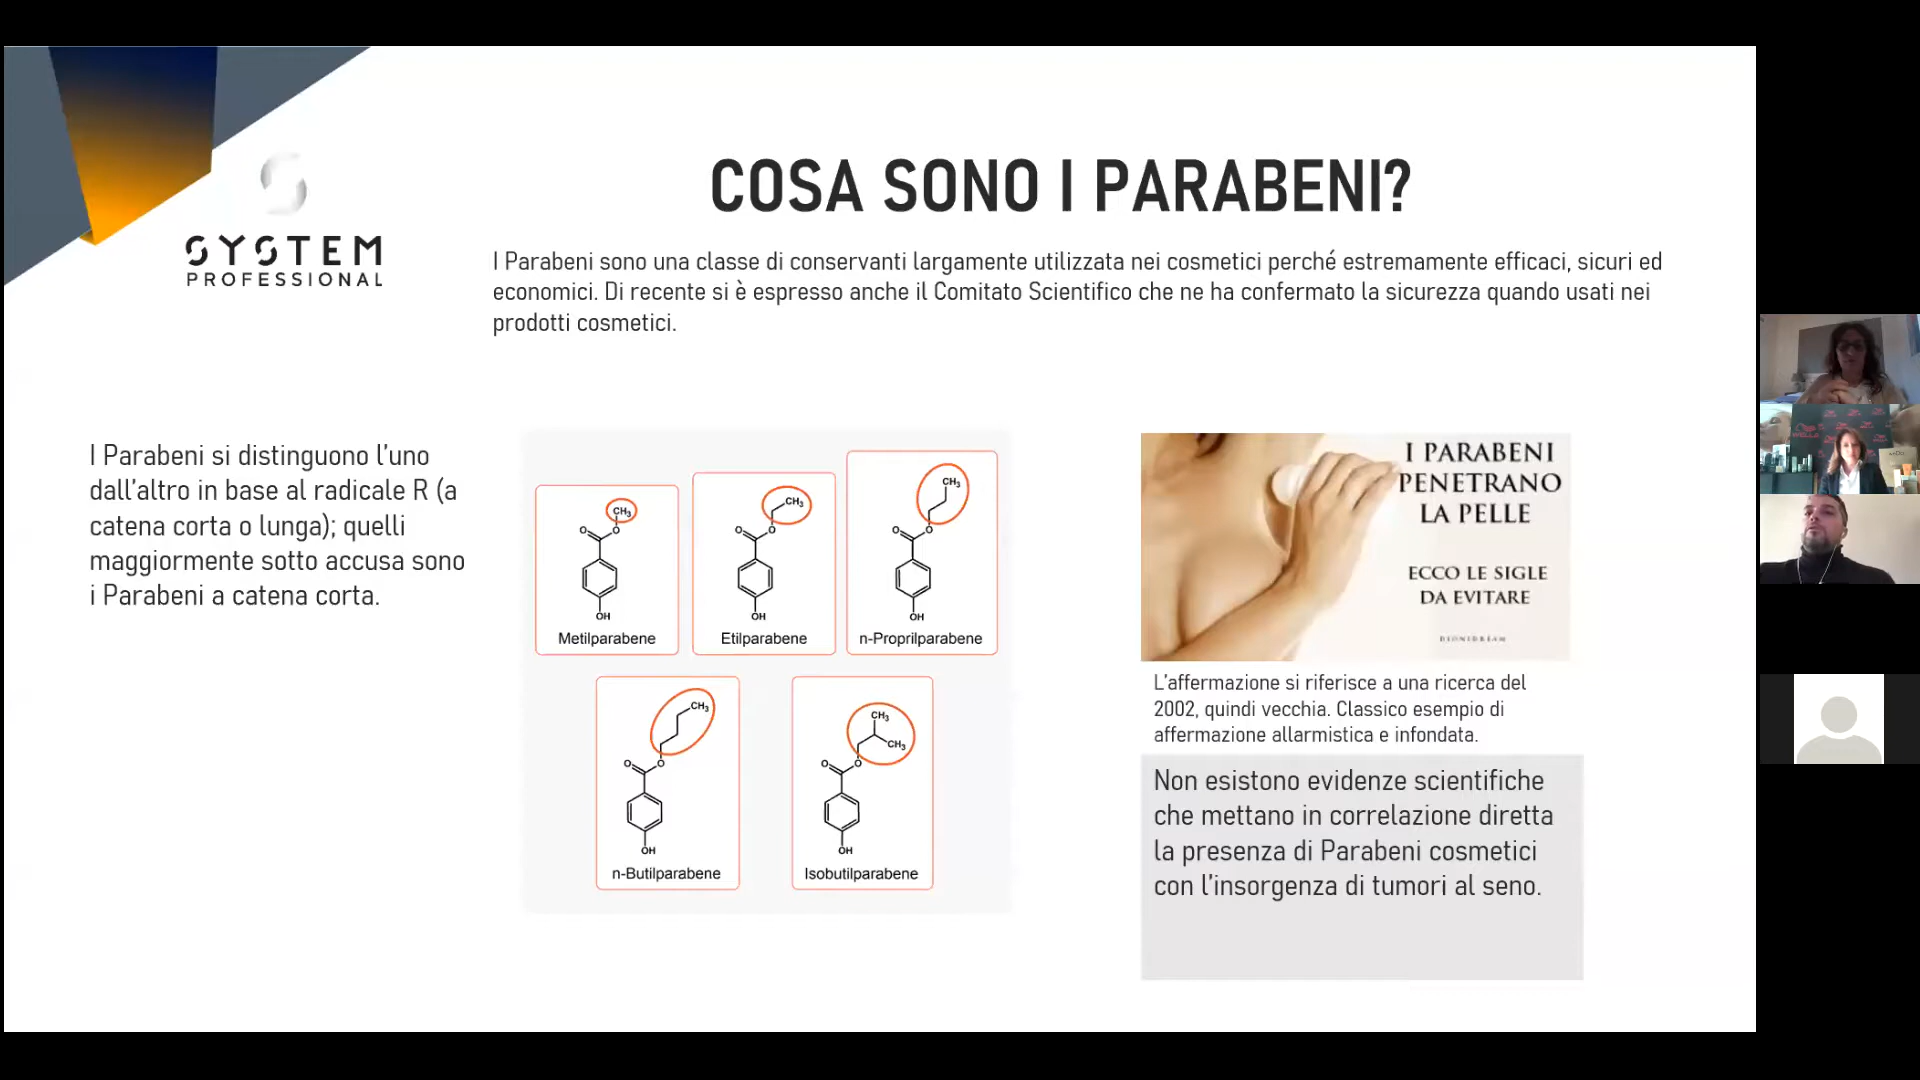 SYSTEM
PROFESSIONAL
COSA SONO I PARABENI?
I Parabeni sono una classe di conservanti largamente utilizzata nei cosmetici perché estremamente efficaci, sicuri ed
economici. Di recente si è espresso anche il Comitato Scientifico che ne ha confermato la sicurezza quando usati nei
prodotti cosmetici.
I Parabeni si distinguono l'uno
dall'altro in base al radicale R (a
catena corta o lunga); quelli
maggiormente sotto accusa sono
i Parabeni a catena corta.
CH3
O
O
OH
Metilparabene
CH3
O
O
OH
Etilparabene
CH3
O
O
OH
n-Proprilparabene
CH3
O
O
OH
n-Butilparabene
CH3
CH3
O
O
OH
Isobutilparabene
I PARABENI
PENETRANO
LA PELLE
ECCO LE SIGLE
DA EVITARE
DIONIDREAM
L'affermazione si riferisce a una ricerca del
2002, quindi vecchia. Classico esempio di
affermazione allarmistica e infondata.
Non esistono evidenze scientifiche
che mettano in correlazione diretta
la presenza di Parabeni cosmetici
con l'insorgenza di tumori al seno.